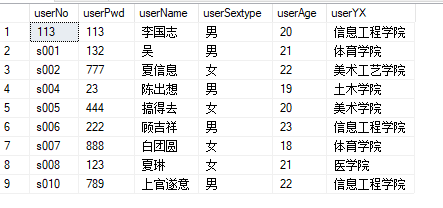 userNo userPwd userName userSextype userAge userYX
1 113 113 李国志 男 20 信息工程学院
2 s001 132 吴 男 21 体育学院
3 s002 777 夏信息 女 22 美术工艺学院
4 s004 23 陈出想 男 19 土木学院
5 s005 444 搞得去 女 20 美术学院
6 s006 222 顾吉祥 男 23 信息工程学院
7 s007 888 白团圆 女 18 体育学院
8 s008 123 夏琳 女 21 医学院
9 s010 789 上官遂意 男 22 信息工程学院